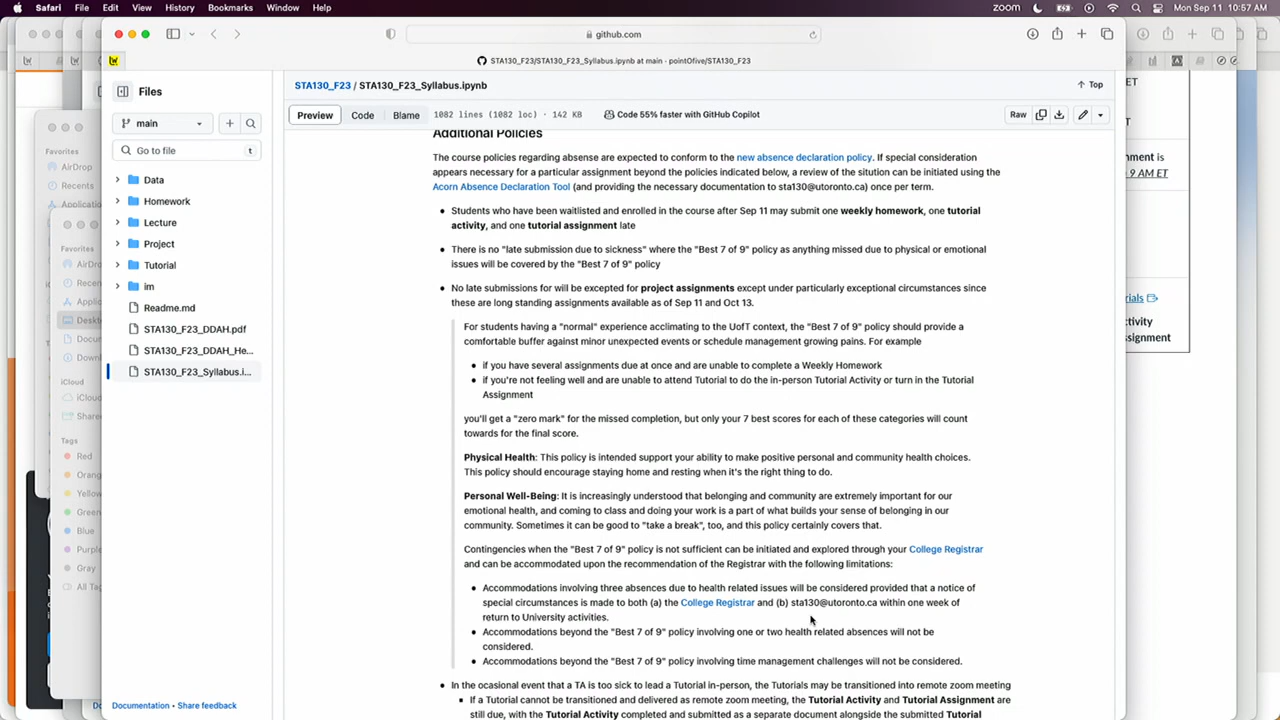 Safari File Edit View History Bookmarks Window Help
zoom Mon Sep 11 10:57 AM
github.com
STA130_F23/STA130_F23_Syllabus.ipynb at main · pointOfive/STA130_F23
Files
STA130_F23 / STA130_F23_Syllabus.ipynb
Top
main
Preview Code Blame 1082 lines (1082 loc) · 142 KB Code 55% faster with GitHub Copilot Raw
Go to file t
Data
Homework
Lecture
Project
Tutorial
im
Readme.md
STA130_F23_DDAH.pdf
STA130_F23_DDAH_He...
STA130_F23_Syllabus.i...
Documentation • Share feedback
Additional Policies
The course policies regarding absense are expected to conform to the new absence declaration policy. If special consideration
appears necessary for a particular assignment beyond the policies indicated below, a review of the sitution can be initiated using the
Acorn Absence Declaration Tool (and providing the necessary documentation to sta130@utoronto.ca) once per term.
• Students who have been waitlisted and enrolled in the course after Sep 11 may submit one weekly homework, one tutorial
activity, and one tutorial assignment late
• There is no "late submission due to sickness" where the "Best 7 of 9" policy as anything missed due to physical or emotional
issues will be covered by the "Best 7 of 9" policy
• No late submissions for will be excepted for project assignments except under particularly exceptional circumstances since
these are long standing assignments available as of Sep 11 and Oct 13.
For students having a "normal" experience acclimating to the UofT context, the "Best 7 of 9" policy should provide a
comfortable buffer against minor unexpected events or schedule management growing pains. For example
• if you have several assignments due at once and are unable to complete a Weekly Homework
• if you're not feeling well and are unable to attend Tutorial to do the in-person Tutorial Activity or turn in the Tutorial
Assignment
you'll get a "zero mark" for the missed completion, but only your 7 best scores for each of these categories will count
towards for the final score.
Physical Health: This policy is intended support your ability to make positive personal and community health choices.
This policy should encourage staying home and resting when it's the right thing to do.
Personal Well-Being: It is increasingly understood that belonging and community are extremely important for our
emotional health, and coming to class and doing your work is a part of what builds your sense of belonging in our
community. Sometimes it can be good to "take a break", too, and this policy certainly covers that.
Contingencies when the "Best 7 of 9" policy is not sufficient can be initiated and explored through your College Registrar
and can be accommodated upon the recommendation of the Registrar with the following limitations:
• Accommodations involving three absences due to health related issues will be considered provided that a notice of
special circumstances is made to both (a) the College Registrar and (b) sta130@utoronto.ca within one week of
return to University activities.
• Accommodations beyond the "Best 7 of 9" policy involving one or two health related absences will not be
considered.
• Accommodations beyond the "Best 7 of 9" policy involving time management challenges will not be considered.
• In the ocasional event that a TA is too sick to lead a Tutorial in-person, the Tutorials may be transitioned into remote zoom meeting
▪ If a Tutorial cannot be transitioned and delivered as remote zoom meeting, the Tutorial Activity and Tutorial Assignment are
still due, with the Tutorial Activity completed and submitted as a separate document alongside the submitted Tutorial
Favorites
AirDrop
Recents
Favorites
iCloud
Tags
Red
Purple
Gray
Blue
9 AM ET